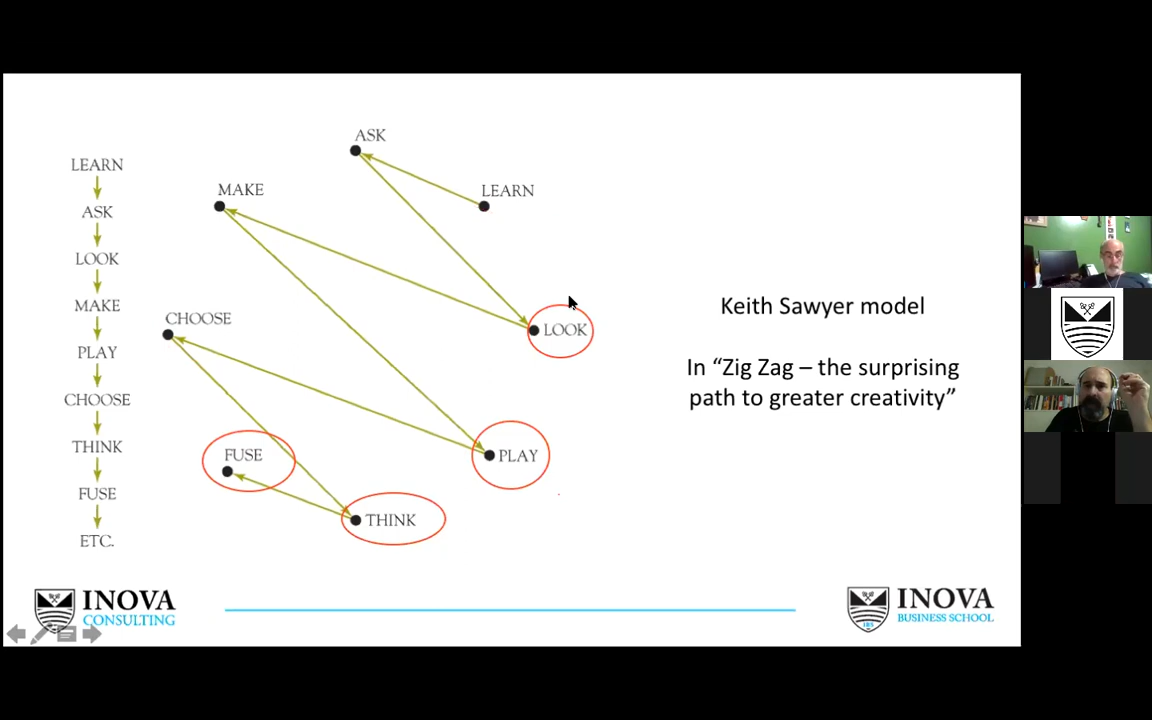 LEARN
ASK
LOOK
MAKE
PLAY
CHOOSE
THINK
FUSE
ETC.
ASK
LEARN
MAKE
LOOK
CHOOSE
PLAY
FUSE
THINK
Keith Sawyer model
In “Zig Zag – the surprising
path to greater creativity”
INOVA
CONSULTING
INOVA
BUSINESS SCHOOL
IBS